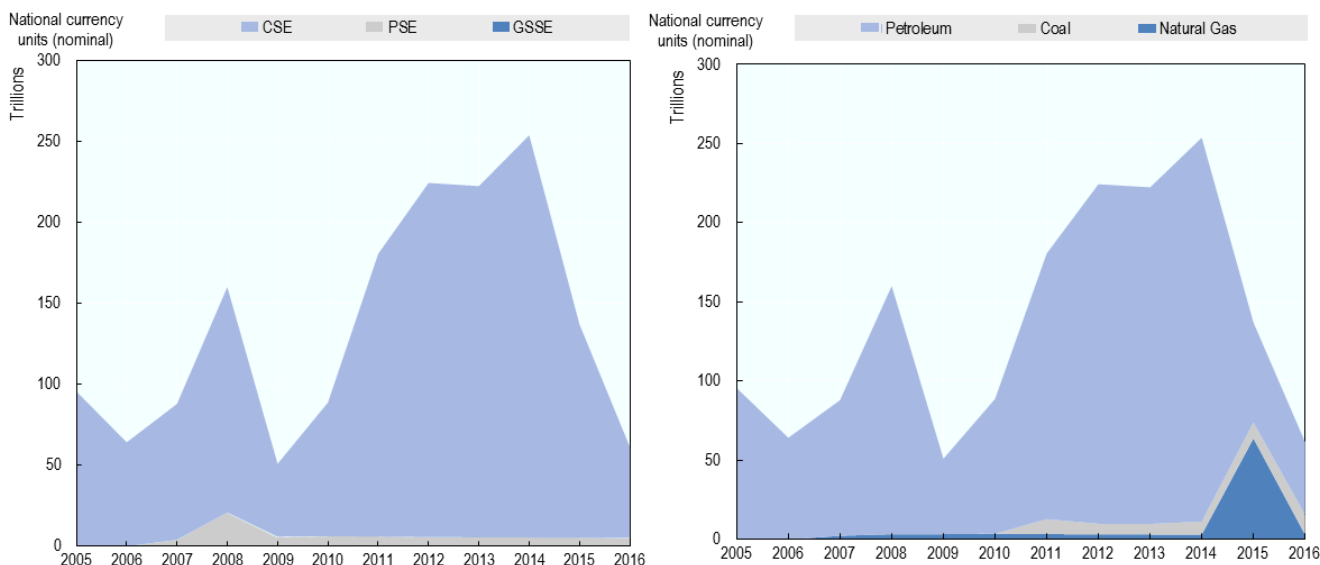 National currency
units (nominal)
CSE PSE GSSE
Trillions
300
250
200
150
100
50
0
2005 2006 2007 2008 2009 2010 2011 2012 2013 2014 2015 2016
National currency
units (nominal)
Petroleum Coal Natural Gas
Trillions
300
250
200
150
100
50
0
2005 2006 2007 2008 2009 2010 2011 2012 2013 2014 2015 2016